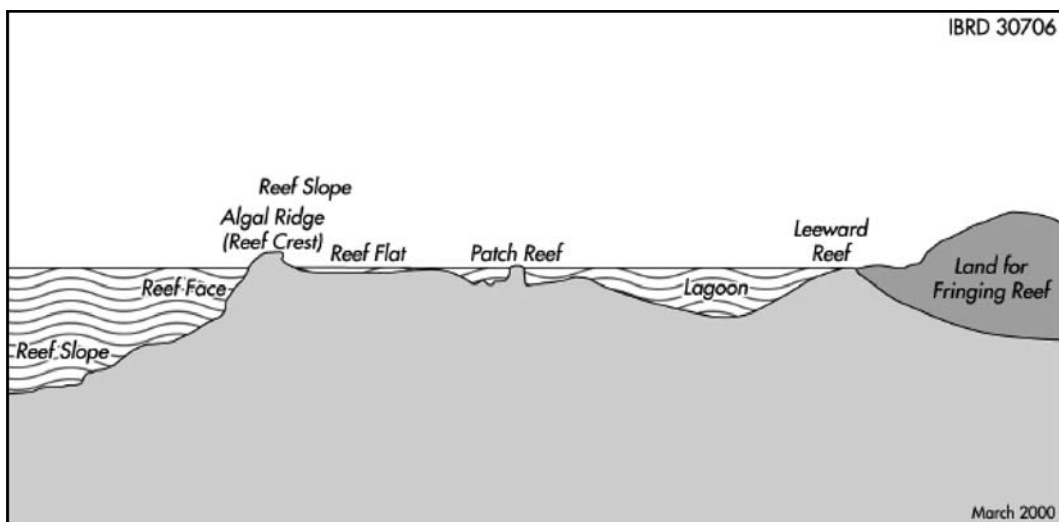 IBRD 30706
Reef Slope
Algal Ridge
(Reef Crest)
Reef Flat
Patch Reef
Leeward
Reef
Reef Face
Lagoon
Land for
Fringing Reef
Reef Slope
March 2000